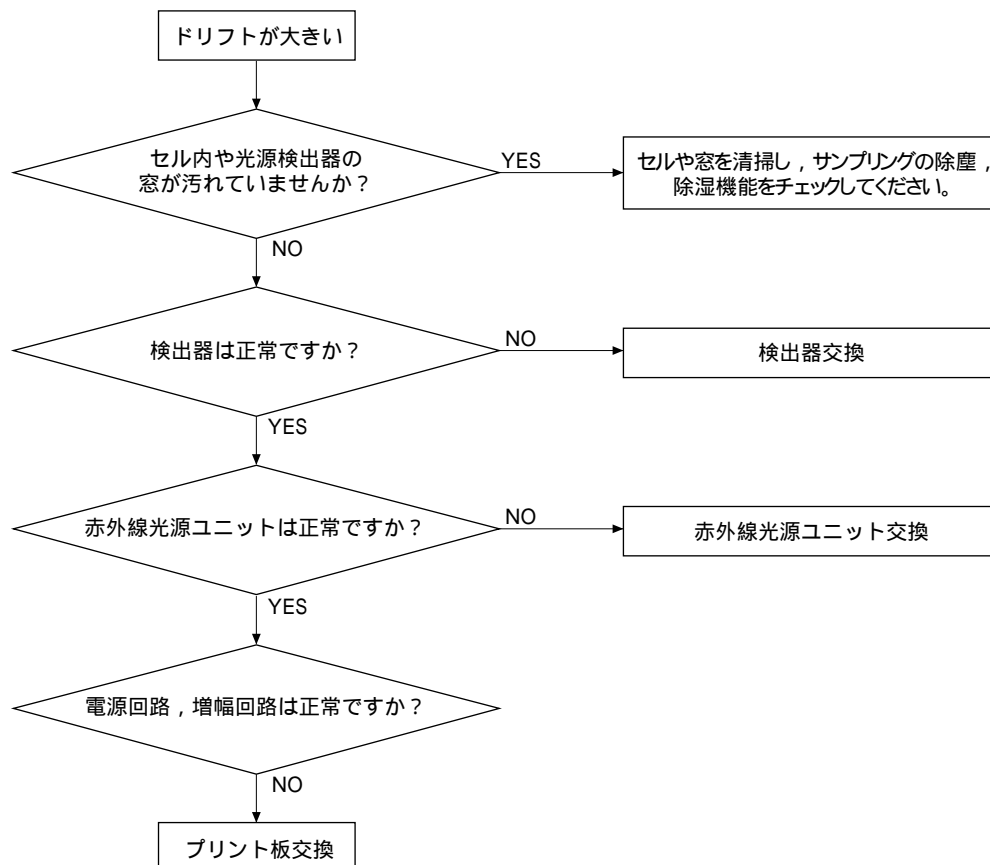 ドリフトが大きい
セル内や光源検出器の
窓が汚れていませんか？
YES
セルや窓を清掃し，サンプリングの除塵，
除湿機能をチェックしてください。
NO
検出器は正常ですか？
NO
検出器交換
YES
赤外線光源ユニットは正常ですか？
NO
赤外線光源ユニット交換
YES
電源回路，増幅回路は正常ですか？
NO
プリント板交換